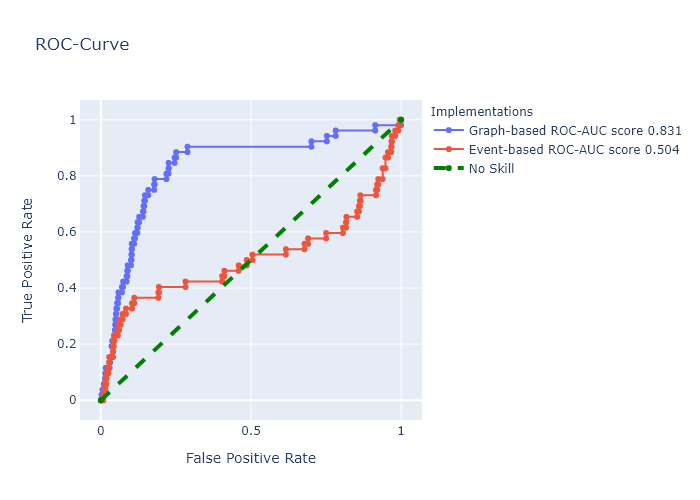 ROC-Curve
Implementations
Graph-based ROC-AUC score 0.831
Event-based ROC-AUC score 0.504
No Skill
True Positive Rate
1
0.8
0.6
0.4
0.2
0
0
0.5
1
False Positive Rate